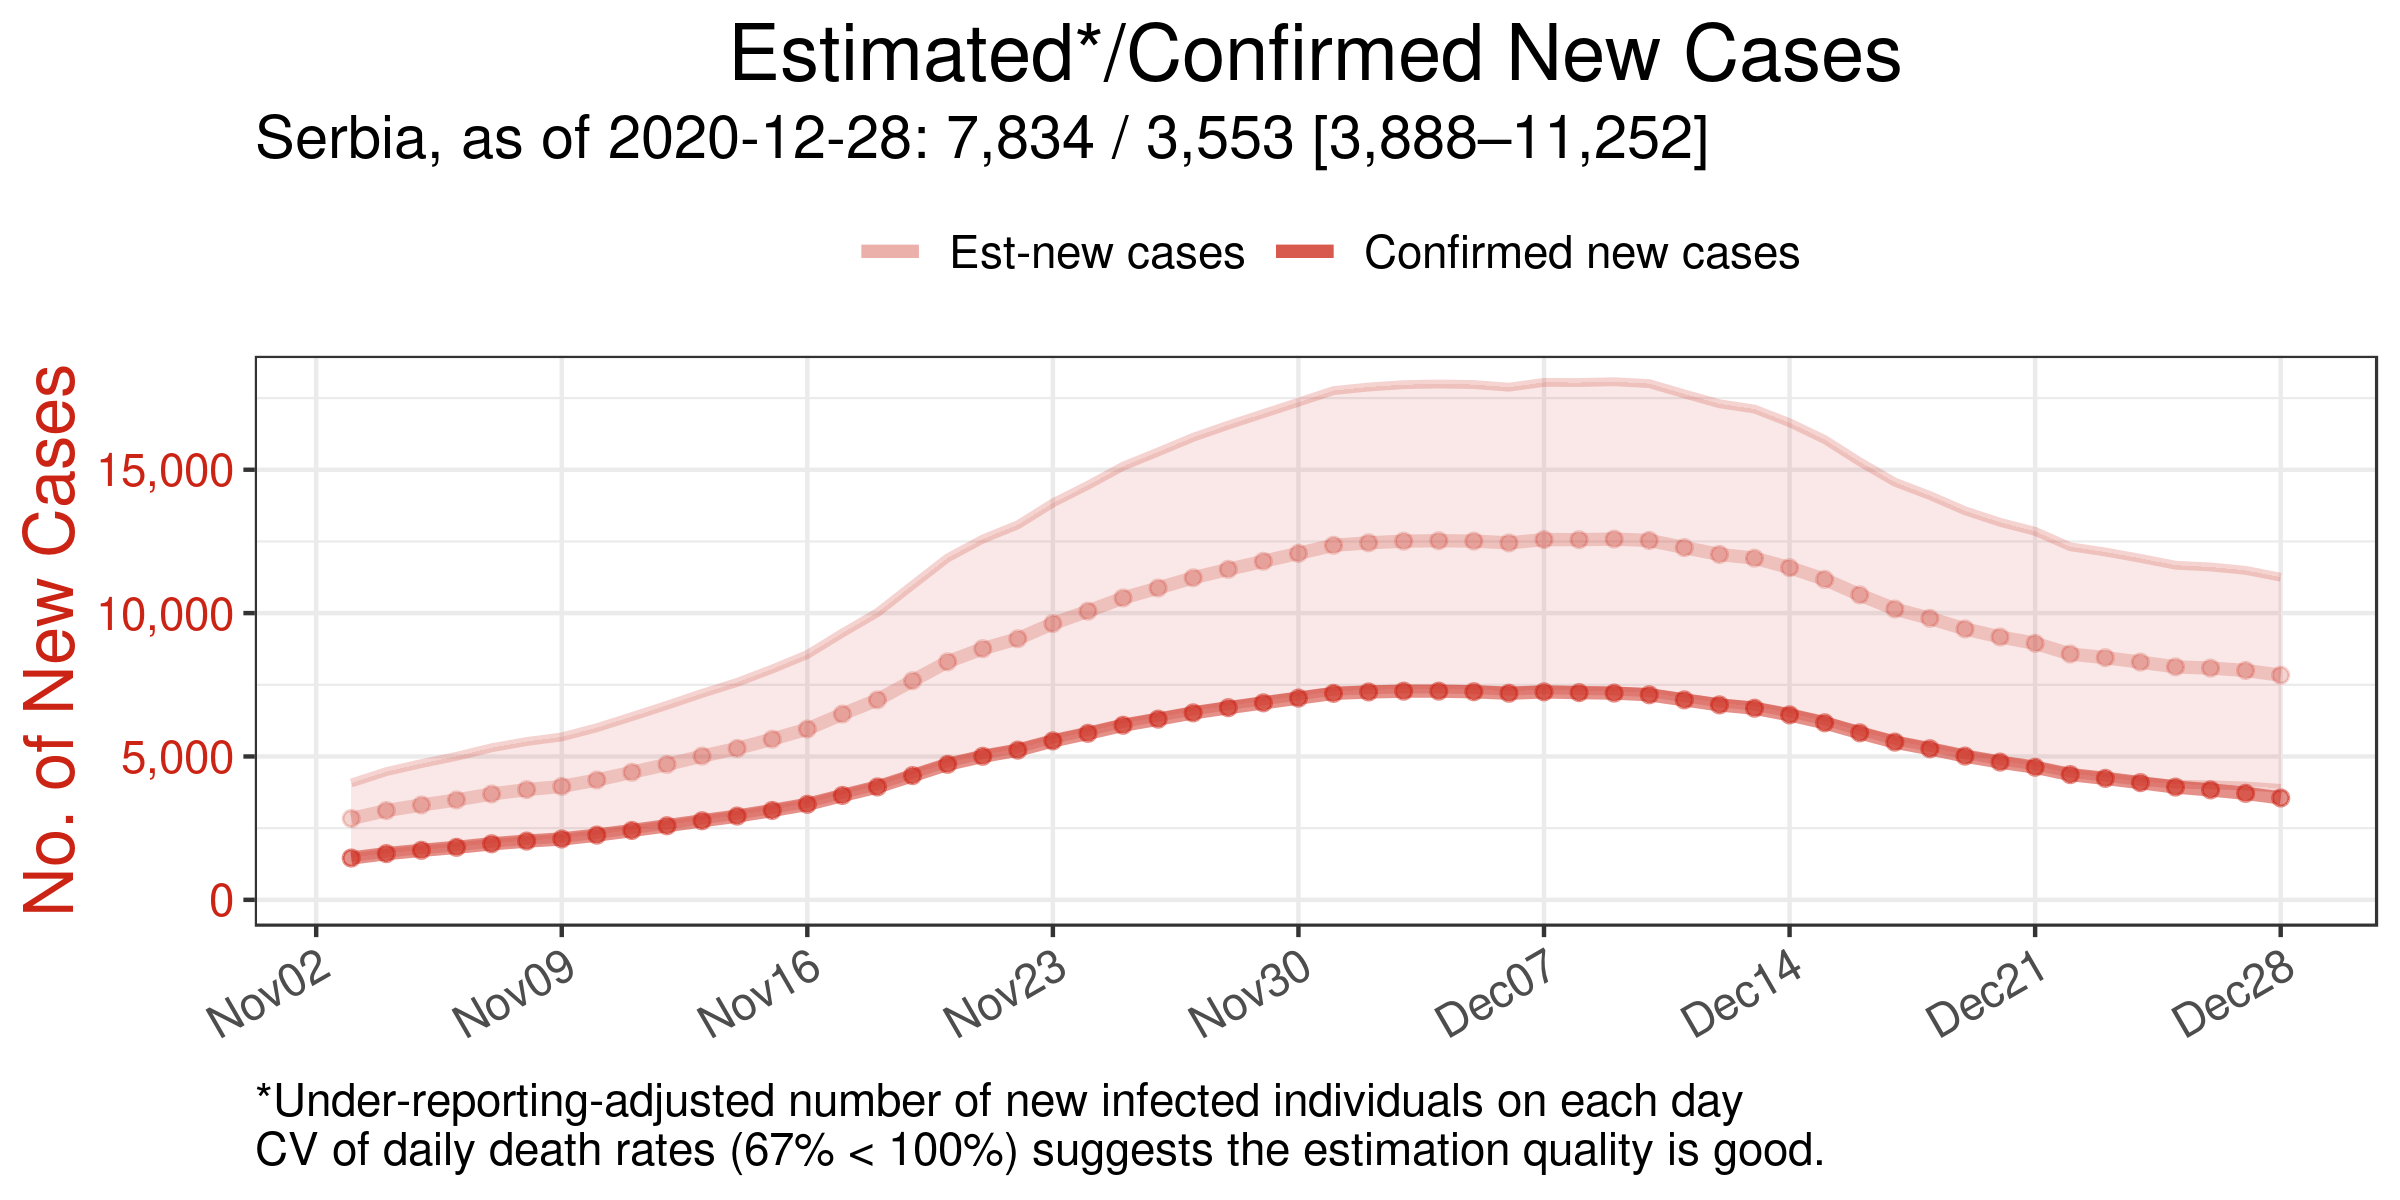 Estimated*/Confirmed New Cases
Serbia, as of 2020-12-28: 7,834 / 3,553 [3,888–11,252]
Est-new cases
Confirmed new cases
No. of New Cases
15,000
10,000
5,000
0
Nov02
Nov09
Nov16
Nov23
Nov30
Dec07
Dec14
Dec21
Dec28
*Under-reporting-adjusted number of new infected individuals on each day
CV of daily death rates (67% < 100%) suggests the estimation quality is good.